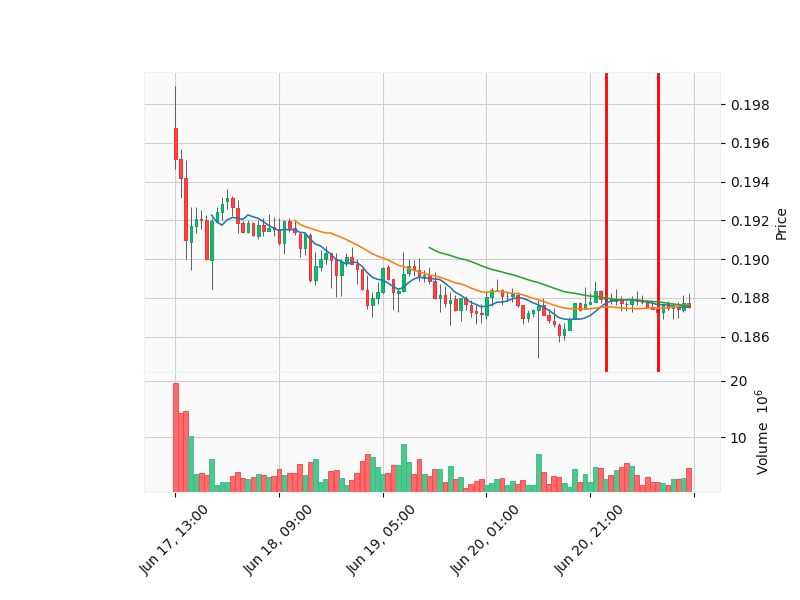 0.198
0.196
0.194
0.192
0.190
0.188
0.186
Price
20
10
Volume 10^6
Jun 17, 13:00
Jun 18, 09:00
Jun 19, 05:00
Jun 20, 01:00
Jun 20, 21:00